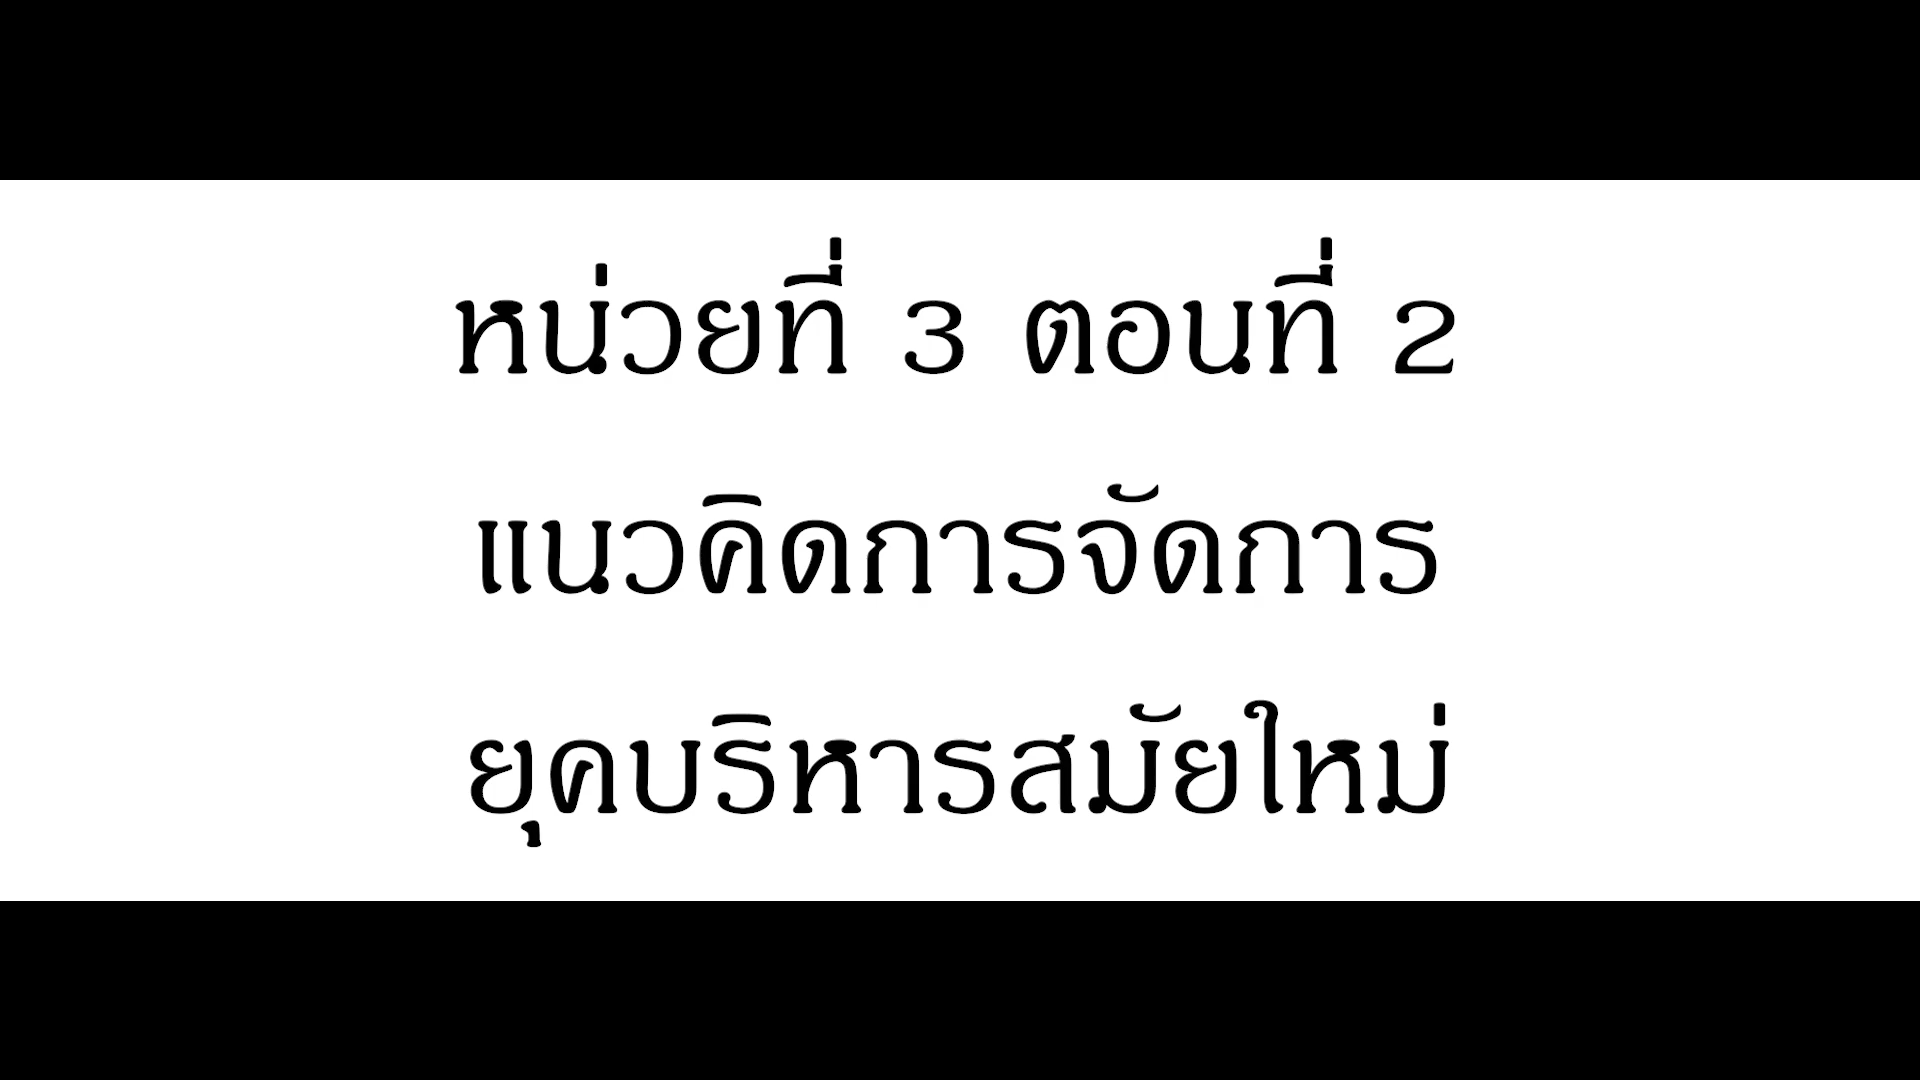 หน่วยที่ 3 ตอนที่ 2
แนวคิดการจัดการ
ยุคบริหารสมัยใหม่